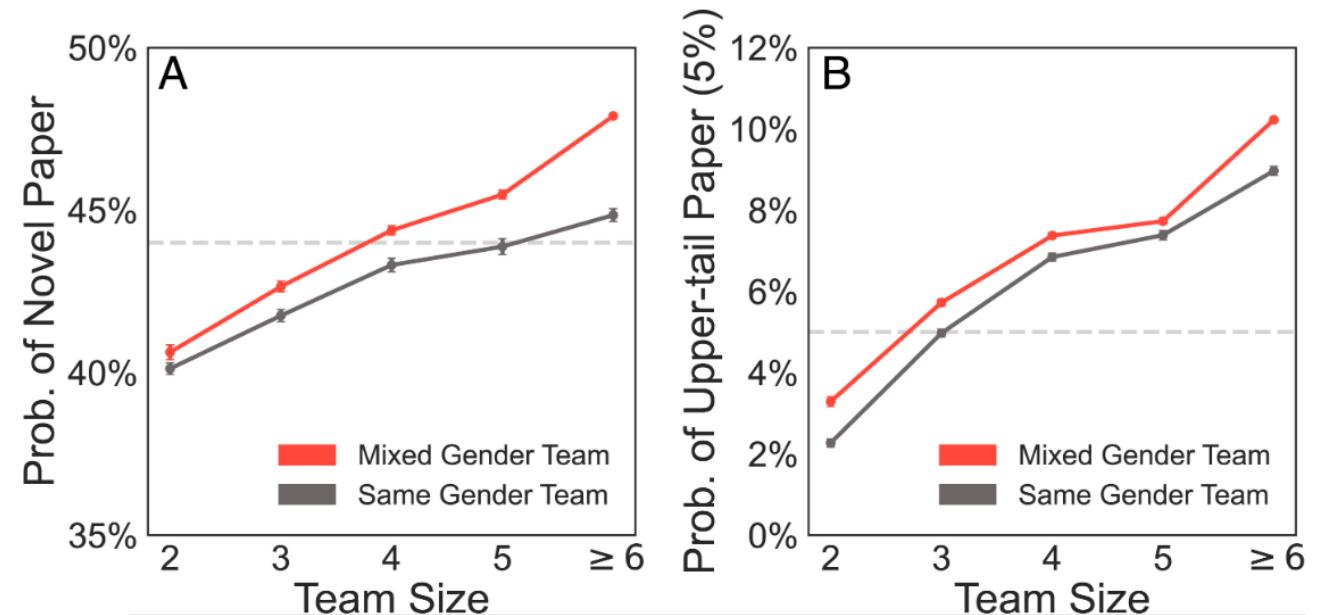 A
Prob. of Novel Paper
50%
45%
40%
35%
Mixed Gender Team
Same Gender Team
2 3 4 5 ≥ 6
Team Size
B
Prob. of Upper-tail Paper (5%)
12%
10%
8%
6%
4%
2%
0%
Mixed Gender Team
Same Gender Team
2 3 4 5 ≥ 6
Team Size